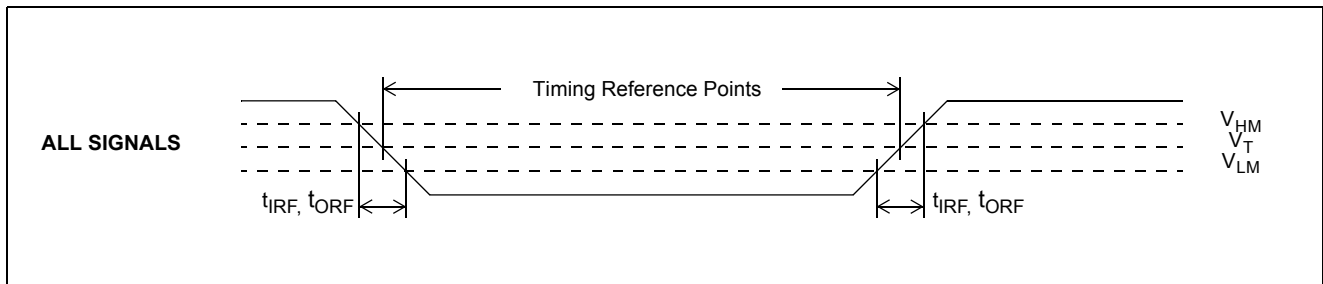 Timing Reference Points
ALL SIGNALS
V_HM
V_T
V_LM
t_IRF, t_ORF
t_IRF, t_ORF